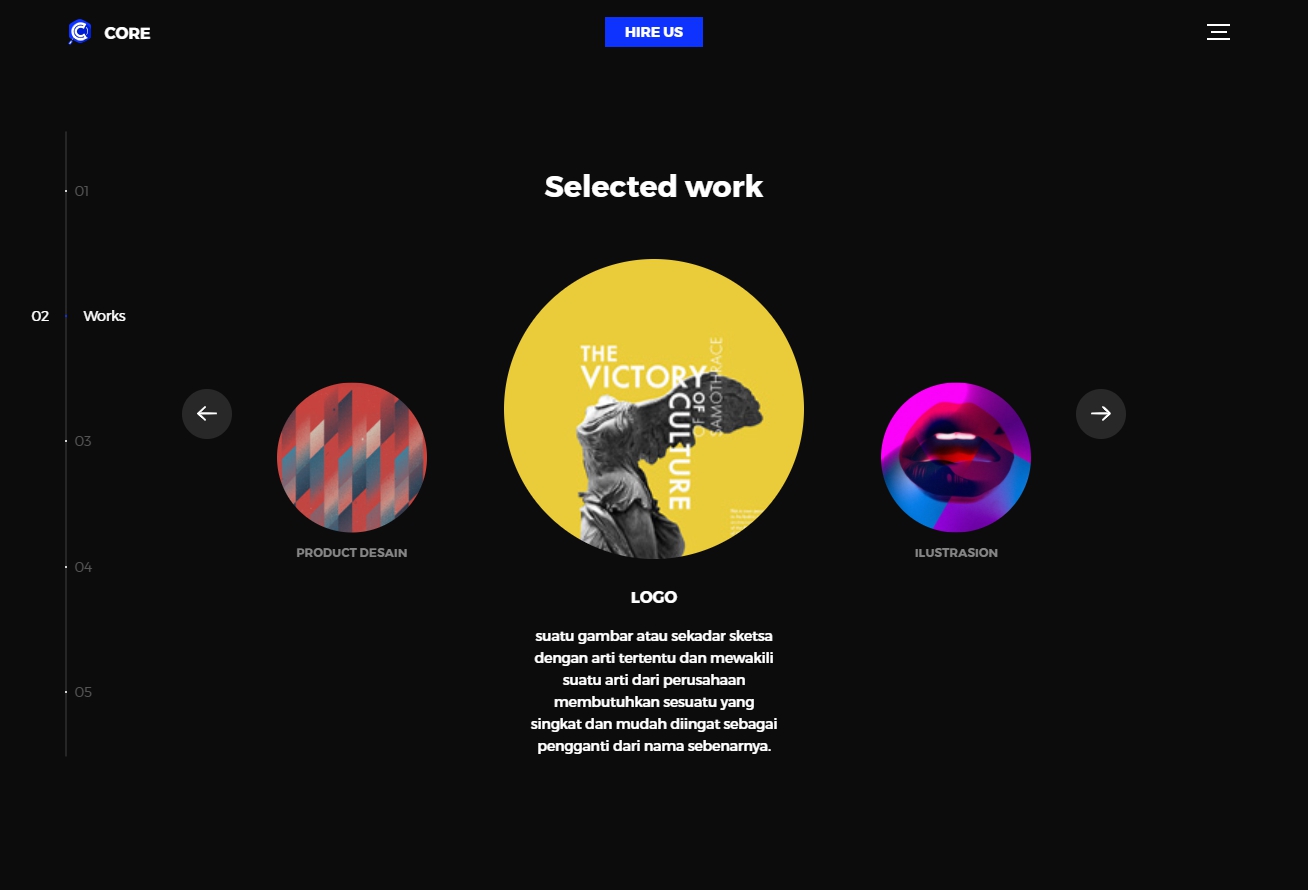 CORE
HIRE US
01
Selected work
02
Works
THE
VICTORY
OF
CULTURE
OF
SAMOTHRACE
03
04
PRODUCT DESAIN
ILUSTRASION
LOGO
suatu gambar atau sekadar sketsa
dengan arti tertentu dan mewakili
suatu arti dari perusahaan
membutuhkan sesuatu yang
singkat dan mudah diingat sebagai
pengganti dari nama sebenarnya.
05